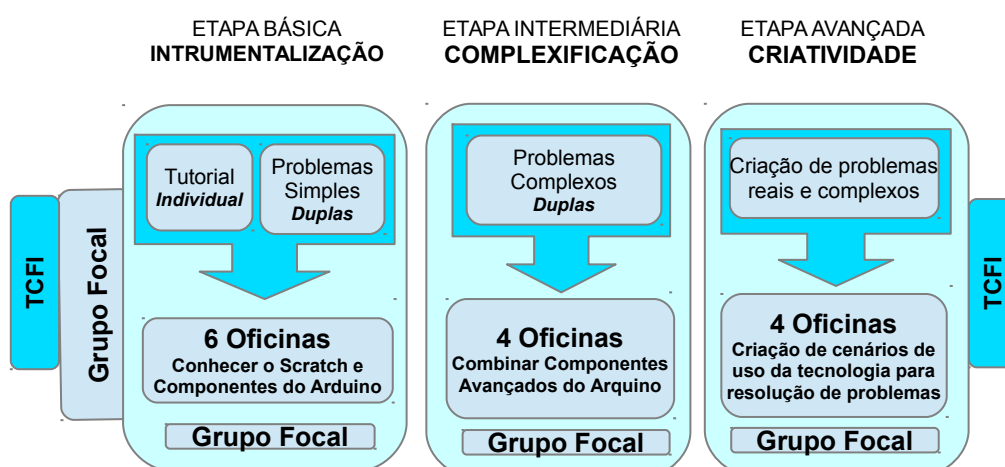 ETAPA BÁSICA
INTRUMENTALIZAÇÃO
ETAPA INTERMEDIÁRIA
COMPLEXIFICAÇÃO
ETAPA AVANÇADA
CRIATIVIDADE
TCFI
Grupo Focal
Tutorial
Individual
Problemas
Simples
Duplas
6 Oficinas
Conhecer o Scratch e
Componentes do Arduino
Grupo Focal
Problemas
Complexos
Duplas
4 Oficinas
Combinar Componentes
Avançados do Arquino
Grupo Focal
Criação de problemas
reais e complexos
4 Oficinas
Criação de cenários de
uso da tecnologia para
resolução de problemas
Grupo Focal
TCFI